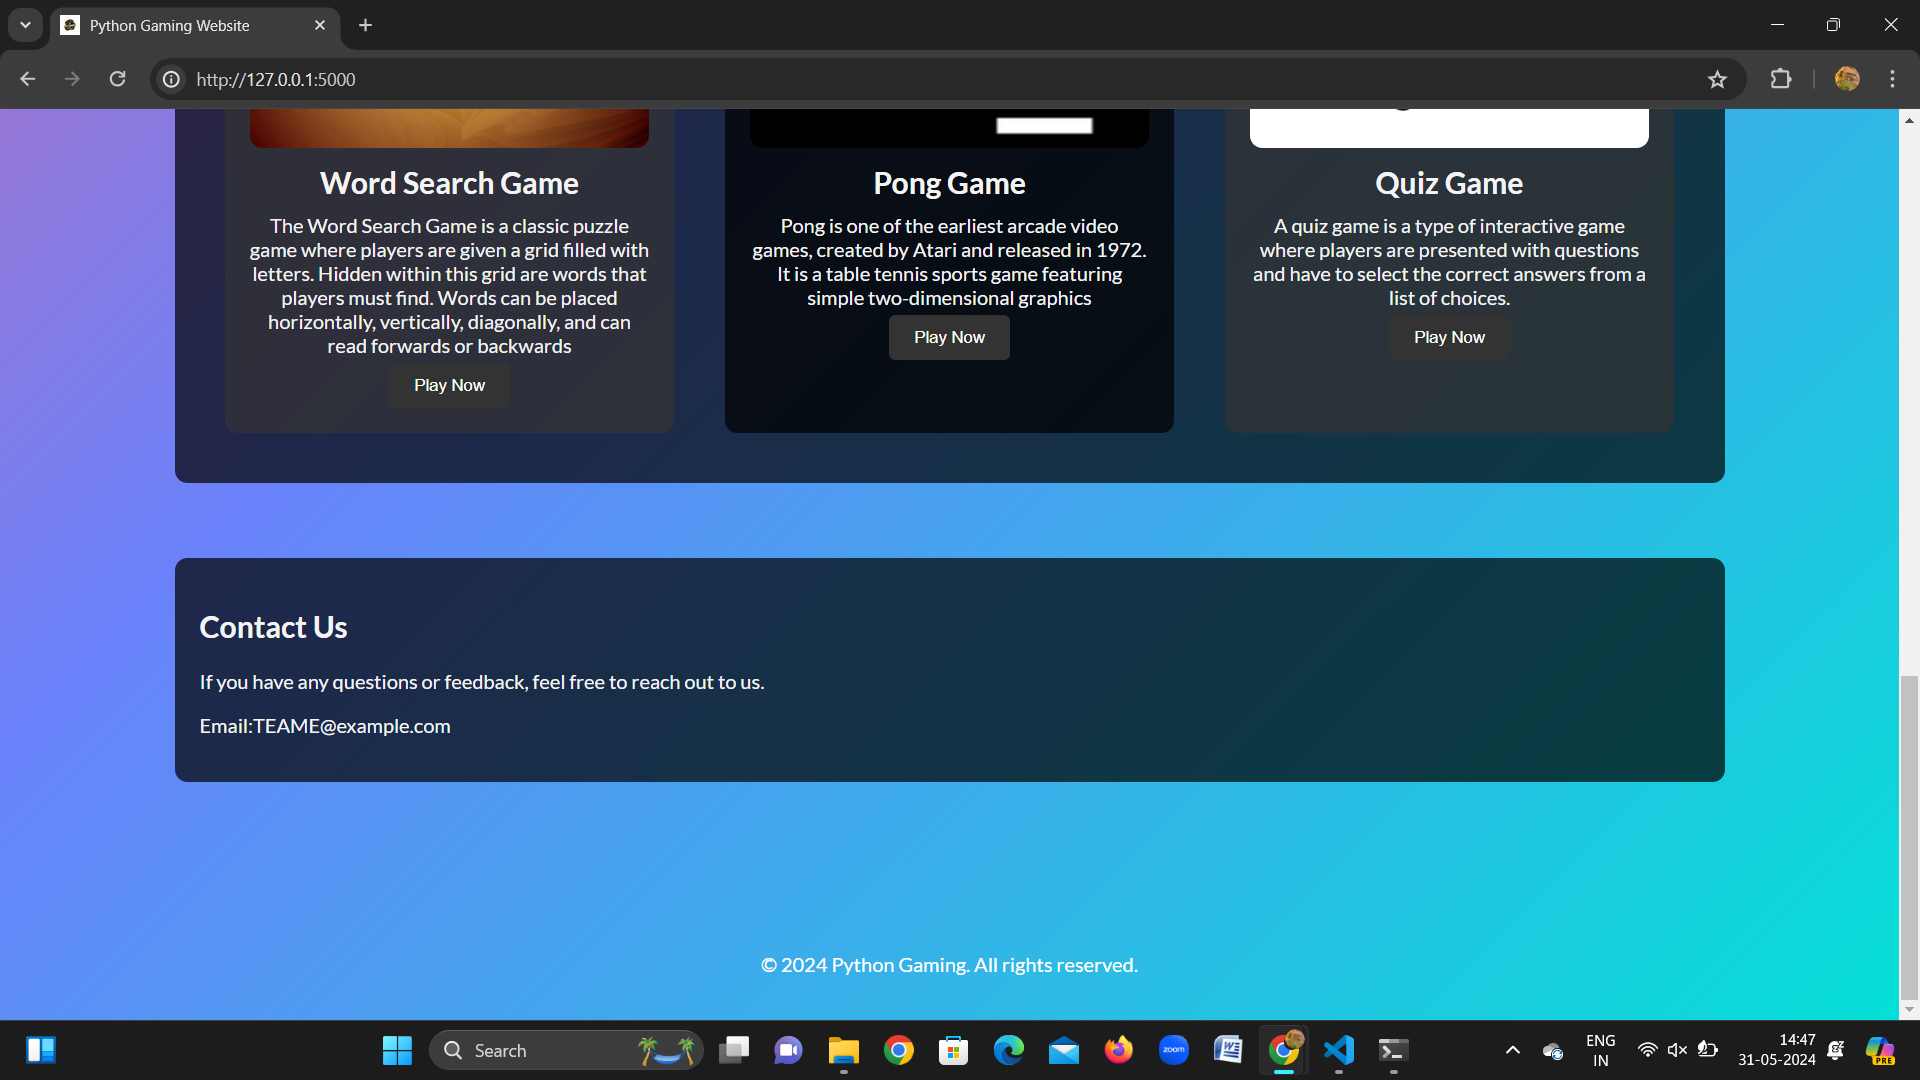 Python Gaming Website
http://127.0.0.1:5000
Word Search Game
The Word Search Game is a classic puzzle
game where players are given a grid filled with
letters. Hidden within this grid are words that
players must find. Words can be placed
horizontally, vertically, diagonally, and can
read forwards or backwards
Play Now
Pong Game
Pong is one of the earliest arcade video
games, created by Atari and released in 1972.
It is a table tennis sports game featuring
simple two-dimensional graphics
Play Now
Quiz Game
A quiz game is a type of interactive game
where players are presented with questions
and have to select the correct answers from a
list of choices.
Play Now
Contact Us
If you have any questions or feedback, feel free to reach out to us.
Email:TEAME@example.com
© 2024 Python Gaming. All rights reserved.
Search
zoom
ENG
IN
14:47
31-05-2024
PRE